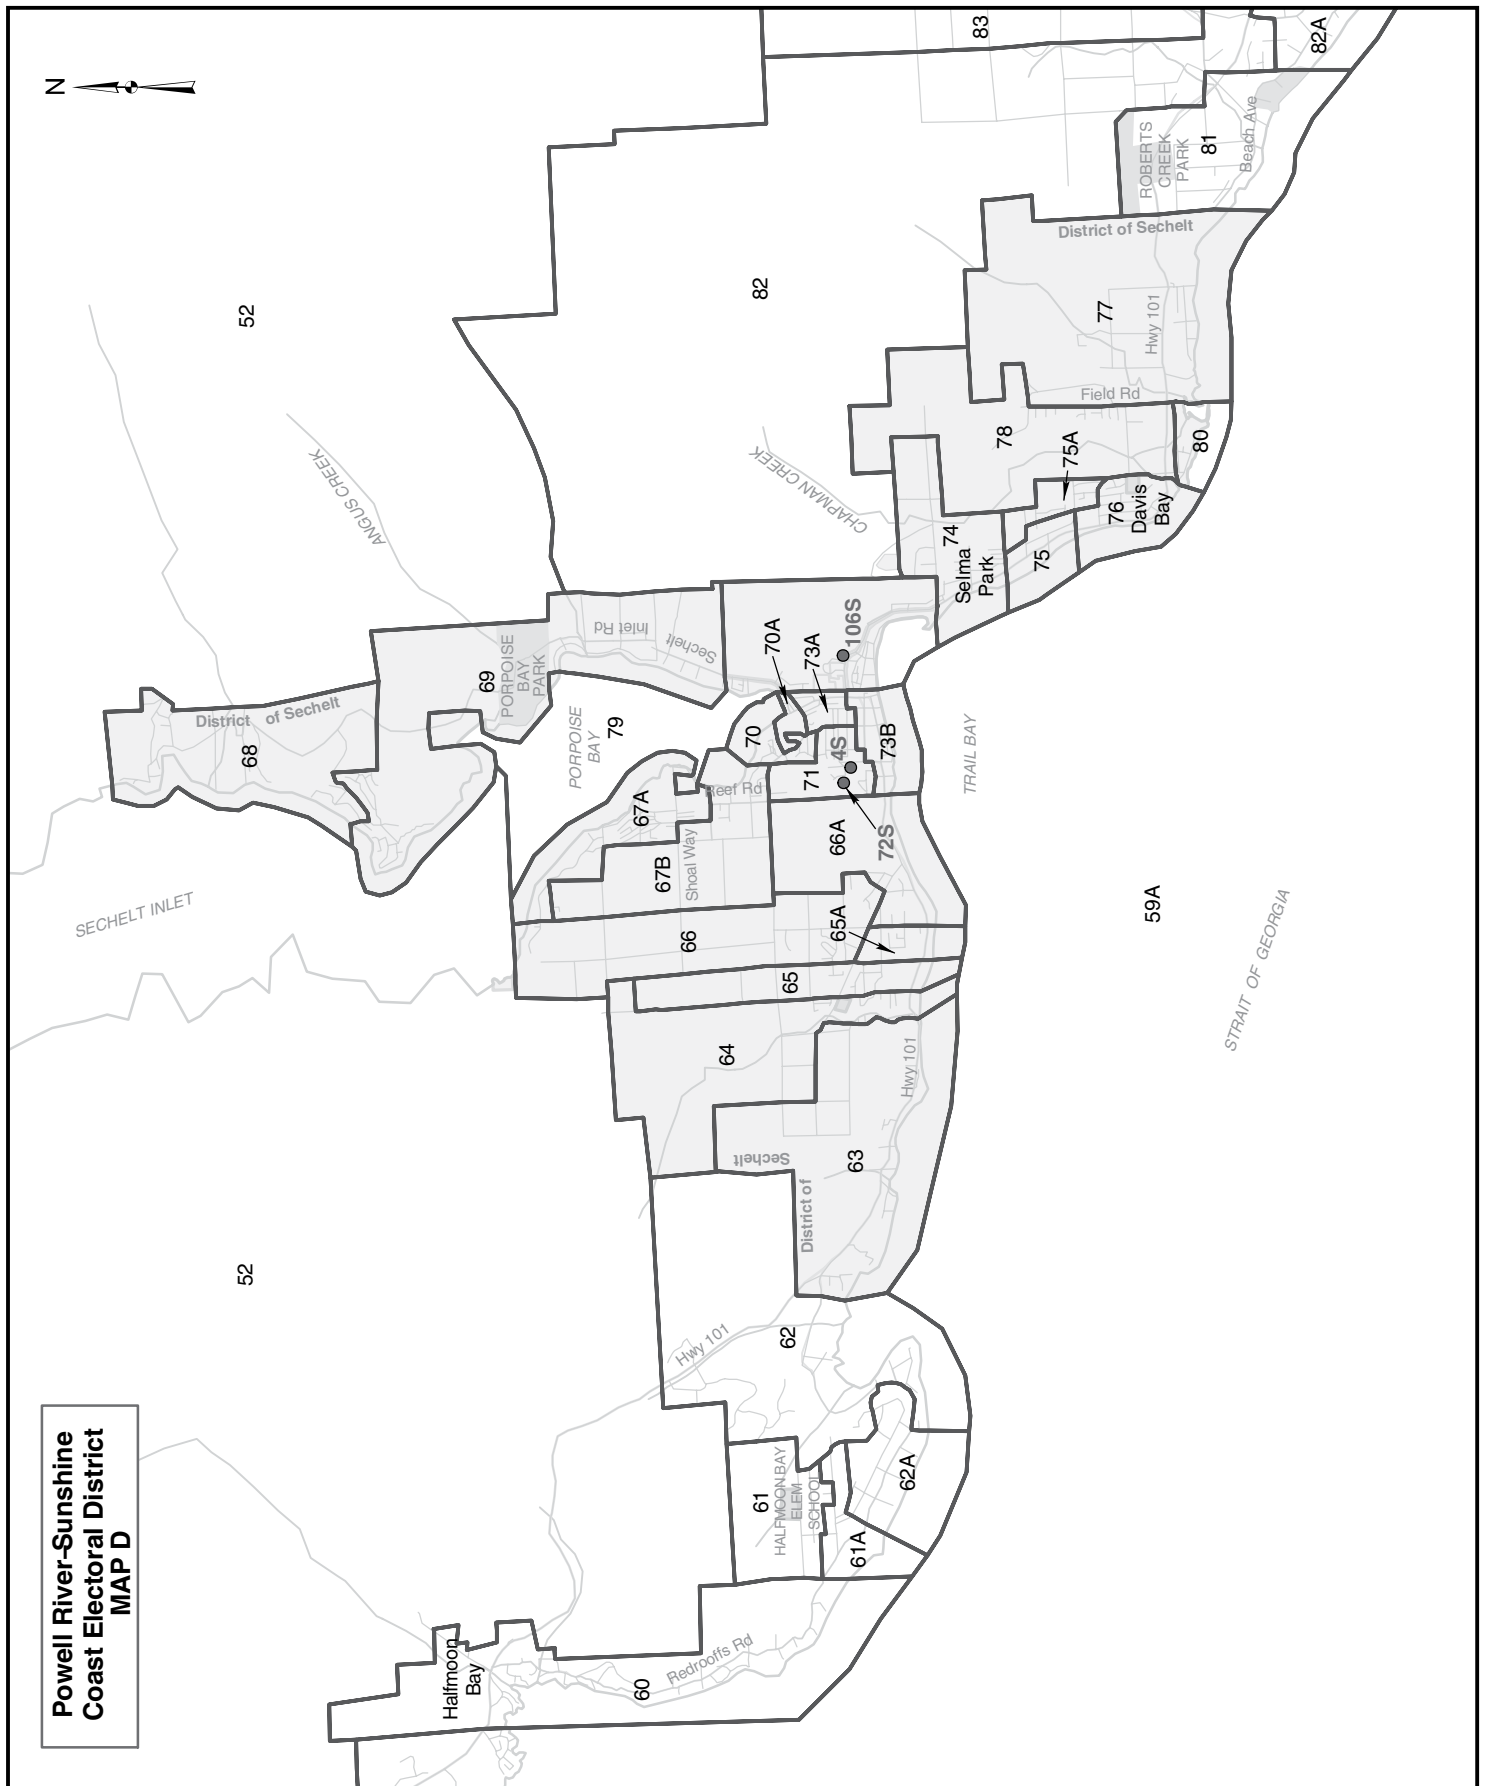 Powell River-Sunshine
Coast Electoral District
MAP D
N
83
82A
81
ROBERTS
CREEK
PARK
Beach Ave
District of Sechelt
82
77
Hwy 101
Field Rd
78
75A
80
76
Davis
Bay
75
74
Selma
Park
CHAPMAN CREEK
52
ANGUS CREEK
69
PORPOISE
BAY
PARK
Sechelt
Inlet Rd
District of Sechelt
68
PORPOISE
BAY
79
70A
73A
106S
70
71
4S
73B
72S
TRAIL BAY
Reef Rd
67A
67B
Shoal Way
66A
65A
66
65
64
SECHELT INLET
59A
STRAIT OF GEORGIA
Hwy 101
63
District of
Sechelt
52
62
Hwy 101
61
HALFMOON BAY
ELEM
SCHOOL
62A
61A
Halfmoon
Bay
60
Redrooffs Rd